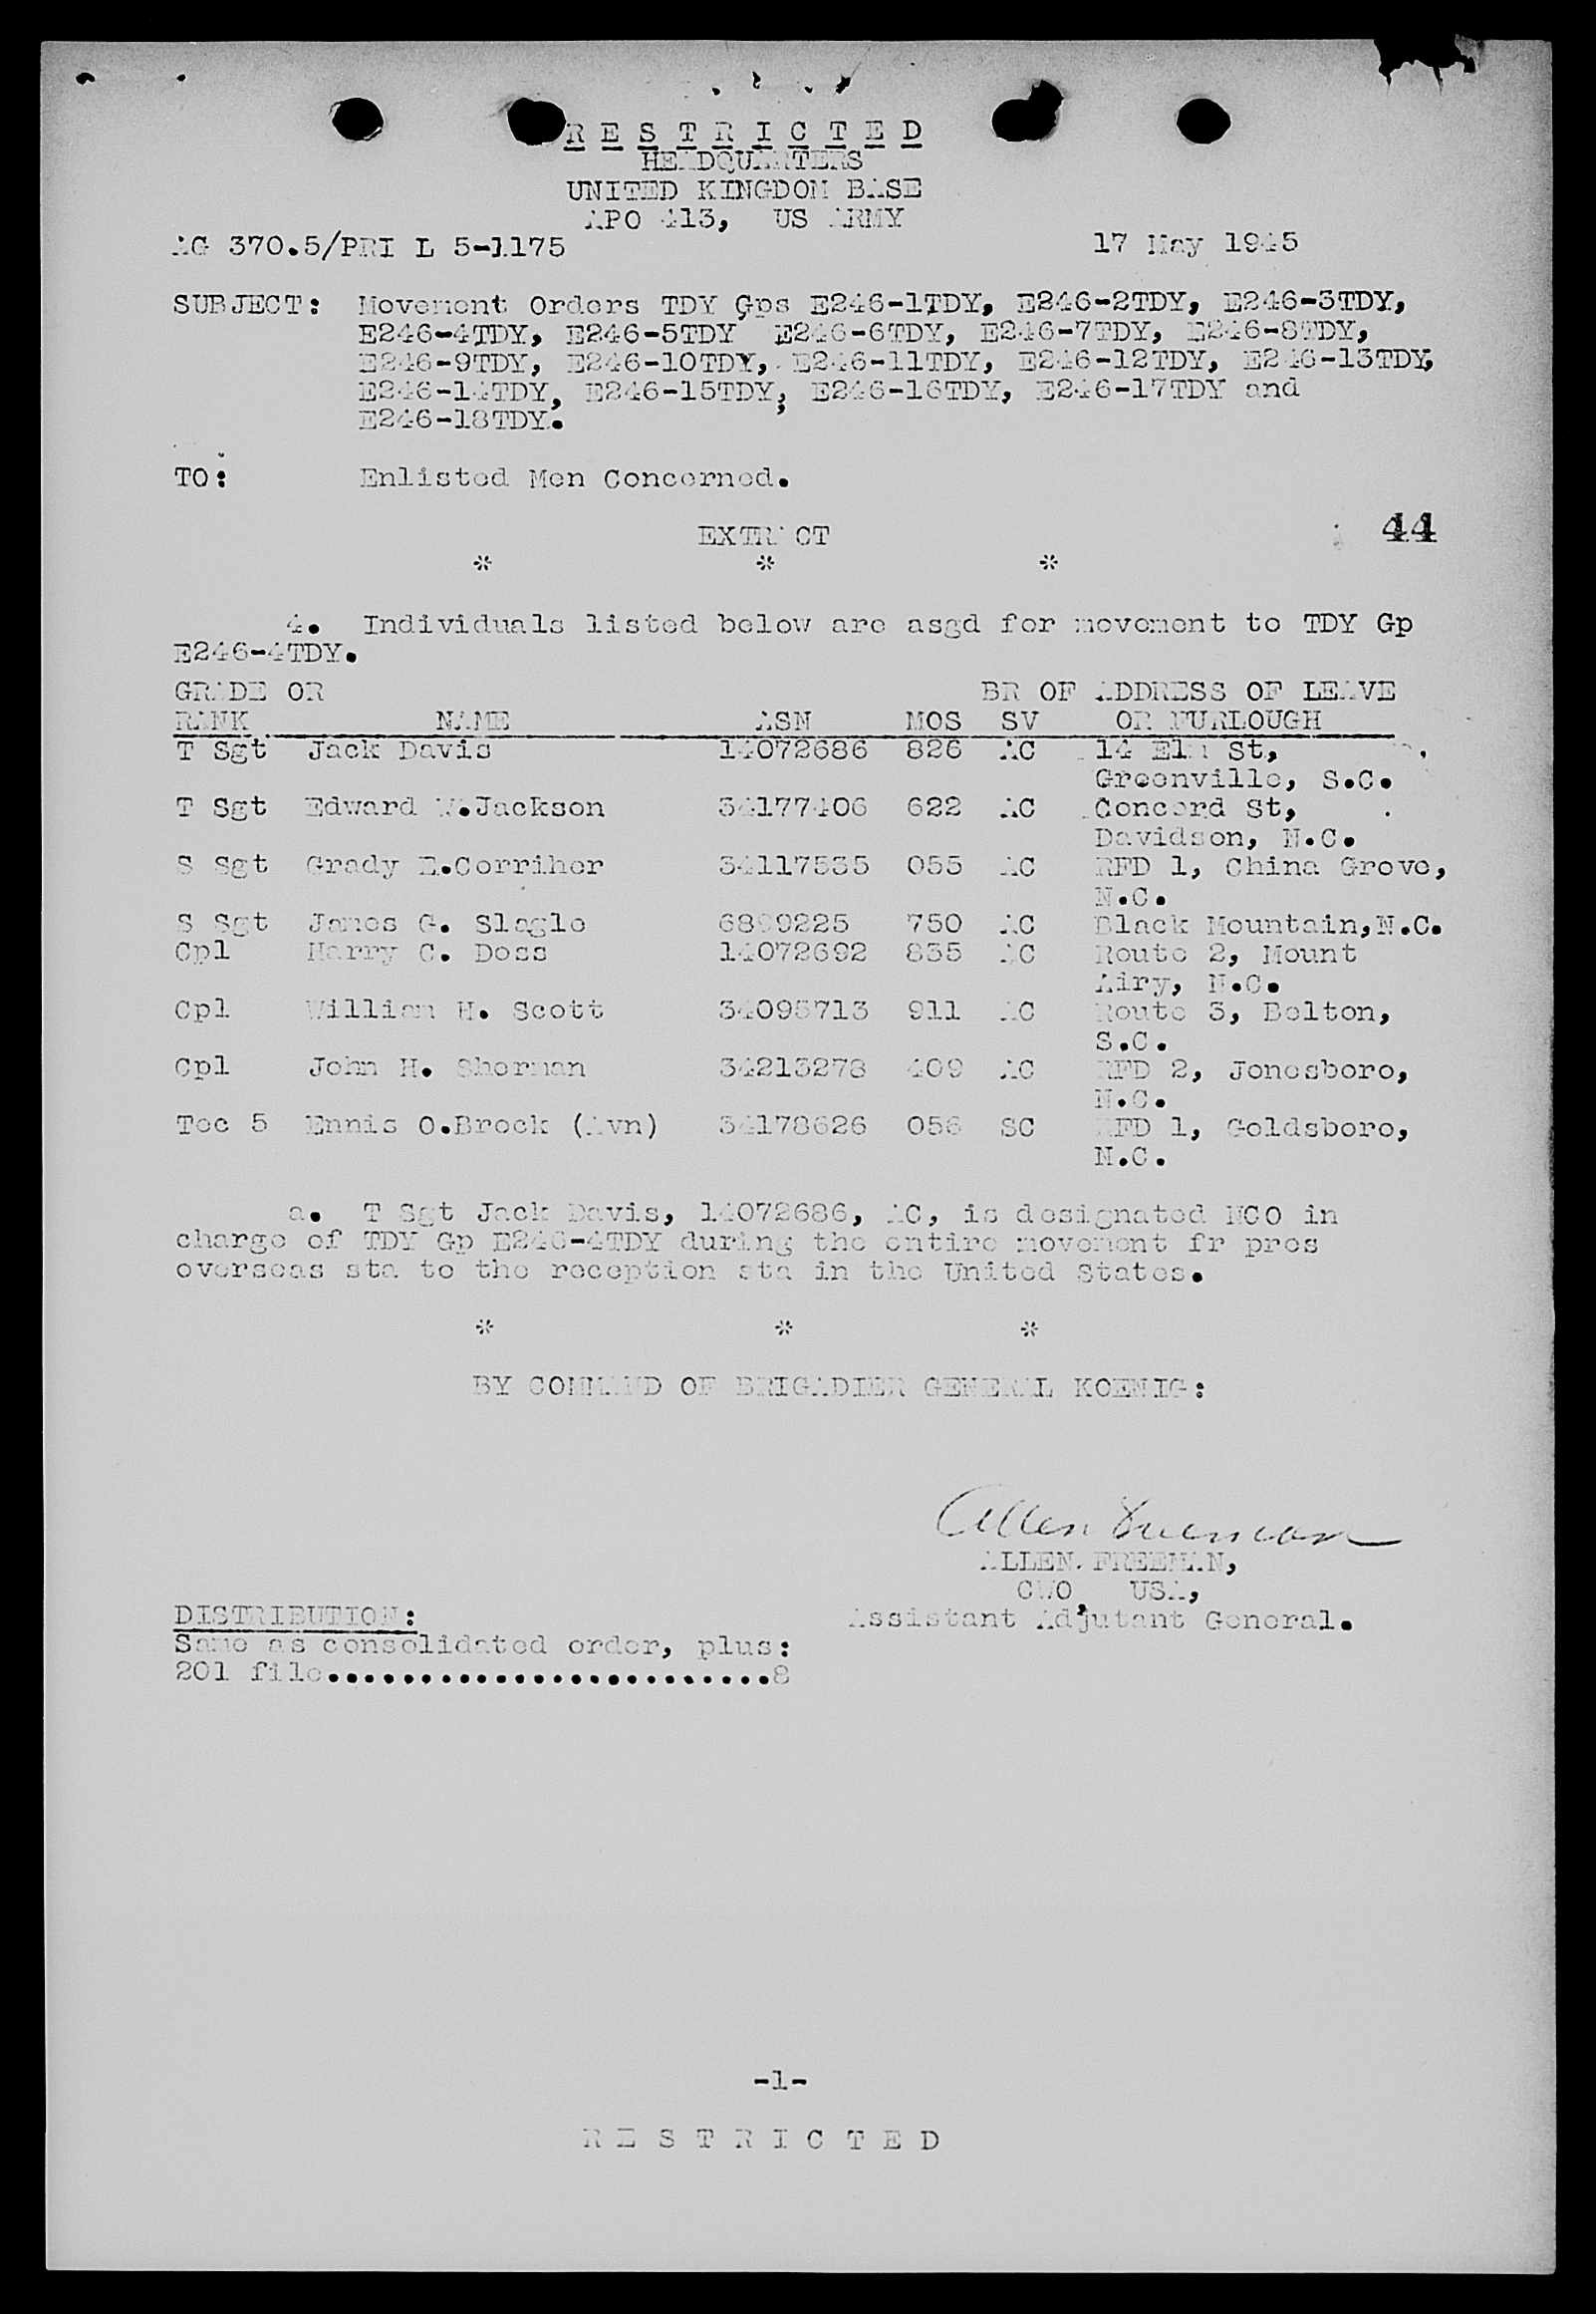 R E S T R I C T E D
HEADQUARTERS
UNITED KINGDOM BASE
APO 413, US ARMY
AG 370.5/PRI L 5-1175 17 May 1945
SUBJECT: Movement Orders TDY Gps E246-1TDY, E246-2TDY, E246-3TDY,
E246-4TDY, E246-5TDY E246-6TDY, E246-7TDY, E246-8TDY,
E246-9TDY, E246-10TDY, E246-11TDY, E246-12TDY, E246-13TDY,
E246-14TDY, E246-15TDY, E246-16TDY, E246-17TDY and
E246-18TDY.
TO: Enlisted Men Concerned.
EXTRACT 44
* * *
4. Individuals listed below are asgd for movement to TDY Gp
E246-4TDY.
GRADE OR BR OF ADDRESS OF LEAVE
RANK NAME ASN MOS SV OR FURLOUGH
T Sgt Jack Davis 14072686 826 AC 14 Elm St,
Greenville, S.C.
T Sgt Edward W.Jackson 34177406 622 AC Concord St,
Davidson, N.C.
S Sgt Grady E.Corriher 34117535 055 AC RFD 1, China Grove,
N.C.
S Sgt James G. Slagle 6899225 750 AC Black Mountain,N.C.
Cpl Harry C. Doss 14072692 835 AC Route 2, Mount
Airy, N.C.
Cpl William H. Scott 34095713 911 AC Route 3, Belton,
S.C.
Cpl John H. Sherman 34213278 409 AC RFD 2, Jonesboro,
N.C.
Tec 5 Ennis O.Brock (Avn) 34178626 056 SC RFD 1, Goldsboro,
N.C.
a. T Sgt Jack Davis, 14072686, AC, is designated NCO in
charge of TDY Gp E246-4TDY during the entire movement fr pres
overseas sta to the reception sta in the United States.
* * *
BY COMMAND OF BRIGADIER GENERAL KOENIG:
Allen Freeman
ALLEN FREEMAN,
CWO, USA,
Assistant Adjutant General.
DISTRIBUTION:
Same as consolidated order, plus:
201 file........................8
-1-
R E S T R I C T E D